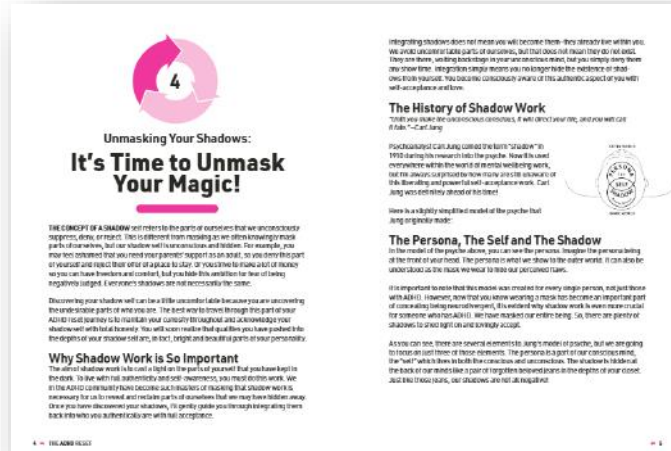 4
Unmasking Your Shadows:
It's Time to Unmask
Your Magic!
THE CONCEPT OF A SHADOW self refers to the parts of ourselves that we unconsciously
suppress, deny, or reject. This is different from masking as we often knowingly mask
parts of ourselves, but our shadow self is unconscious and hidden. For example, you
may feel ashamed that you need your parents' support as an adult, so you deny this part
of yourself and reject their offer of a place to stay. Or you strive to make a lot of money
so you can have freedom and comfort, but you hide this ambition for fear of being
negatively judged. Everyone's shadows are not necessarily the same.
Discovering your shadow self can be a little uncomfortable because you are uncovering
the undesirable parts of who you are. The best way to travel through this part of your
ADHD reset journey is to maintain your curiosity throughout and acknowledge your
shadow self with total honesty. You will soon realize that qualities you have pushed into
the depths of your shadow self are, in fact, bright and beautiful parts of your personality.
Why Shadow Work is So Important
The aim of shadow work is to cast a light on the parts of yourself that you have kept in
the dark. To live with full authenticity and self-awareness, you must do this work. We
in the ADHD community have become such masters of masking that shadow work is
necessary for us to reveal and reclaim parts of ourselves that we may have hidden away.
Once you have discovered your shadows, I'll gently guide you through integrating them
back into who you authentically are with full acceptance.
4 THE ADHD RESET
Integrating shadows does not mean you will become them–they already live within you.
We avoid uncomfortable parts of ourselves, but that does not mean they do not exist.
They are there, waiting backstage in your unconscious mind, but you simply deny them
any show time. Integration simply means you no longer hide the existence of shad-
ows from yourself. You become consciously aware of this authentic aspect of you with
self-acceptance and love.
The History of Shadow Work
"Until you make the unconscious conscious, it will direct your life, and you will call
it fate."–Carl Jung
Psychoanalyst Carl Jung coined the term "shadow" in
1910 during his research into the psyche. Now it is used
everywhere within the world of mental wellbeing work,
but I'm always surprised by how many are still unaware of
this liberating and powerful self-acceptance work. Carl
Jung was definitely ahead of his time!
Here is a slightly simplified model of the psyche that
Jung originally made:
PERSONA
SELF
SHADOW
The Persona, The Self and The Shadow
In the model of the psyche above, you can see the persona. Imagine the persona being
at the front of your head. The persona is what we show to the outer world. It can also be
understood as the mask we wear to hide our perceived flaws.
It is important to note that this model was created for every single person, not just those
with ADHD. However, now that you know wearing a mask has become an important part
of concealing being neurodivergent, it's evident why shadow work is even more crucial
for someone who has ADHD. We have masked our entire being. So, there are plenty of
shadows to shed light on and lovingly accept.
As you can see, there are several elements to Jung's model of psyche, but we are going
to focus on just three of those elements. The persona is a part of our conscious mind,
the "self" which lives in both the conscious and unconscious. The shadow is hidden at
the back of our minds like a pair of forgotten beloved jeans in the depths of your closet.
Just like those jeans, our shadows are not all negative!
5